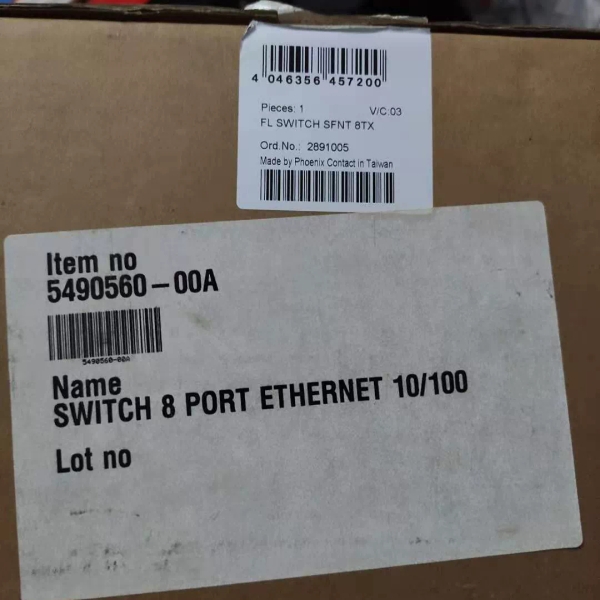 4 046356 457200
Pieces: 1 V/C:03
FL SWITCH SFNT 8TX
Ord.No.: 2891005
Made by Phoenix Contact in Taiwan
Item no
5490560-00A
5490560-00A
Name
SWITCH 8 PORT ETHERNET 10/100
Lot no